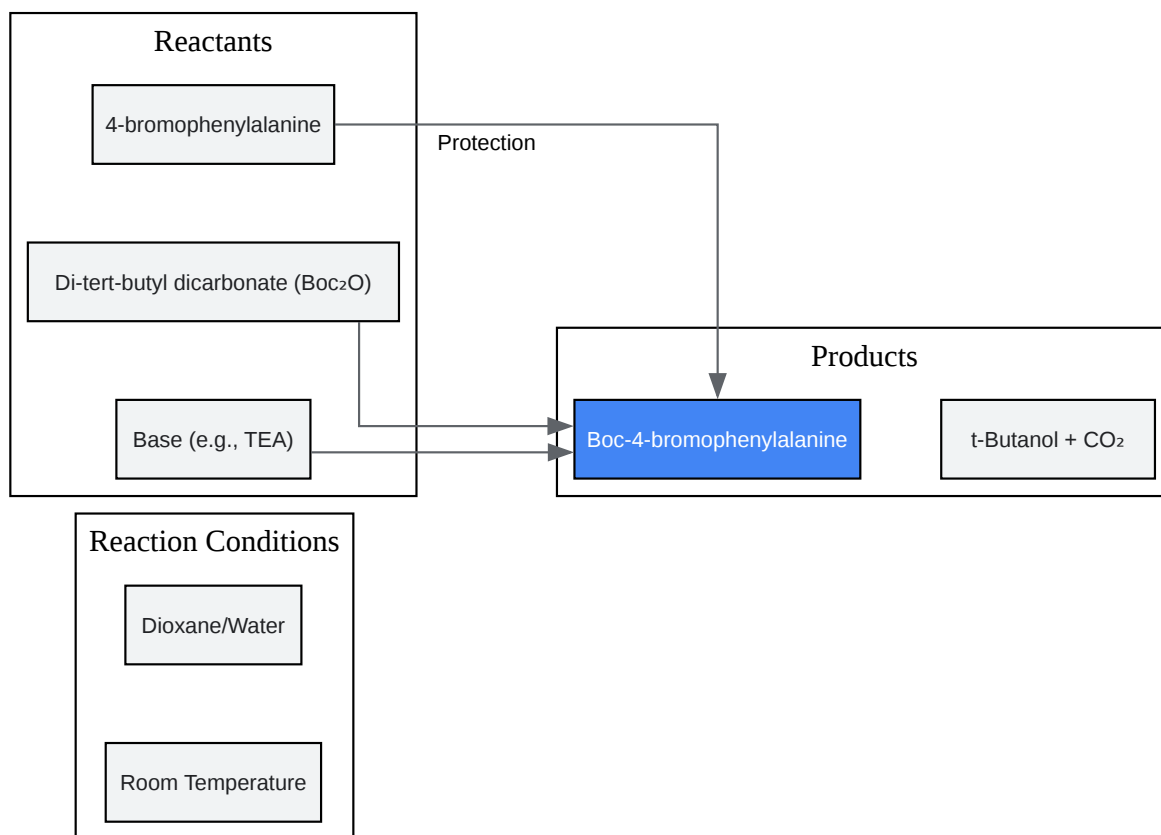 Reactants
4-bromophenylalanine
Protection
Di-tert-butyl dicarbonate (Boc₂O)
Base (e.g., TEA)
Products
Boc-4-bromophenylalanine
t-Butanol + CO₂
Reaction Conditions
Dioxane/Water
Room Temperature